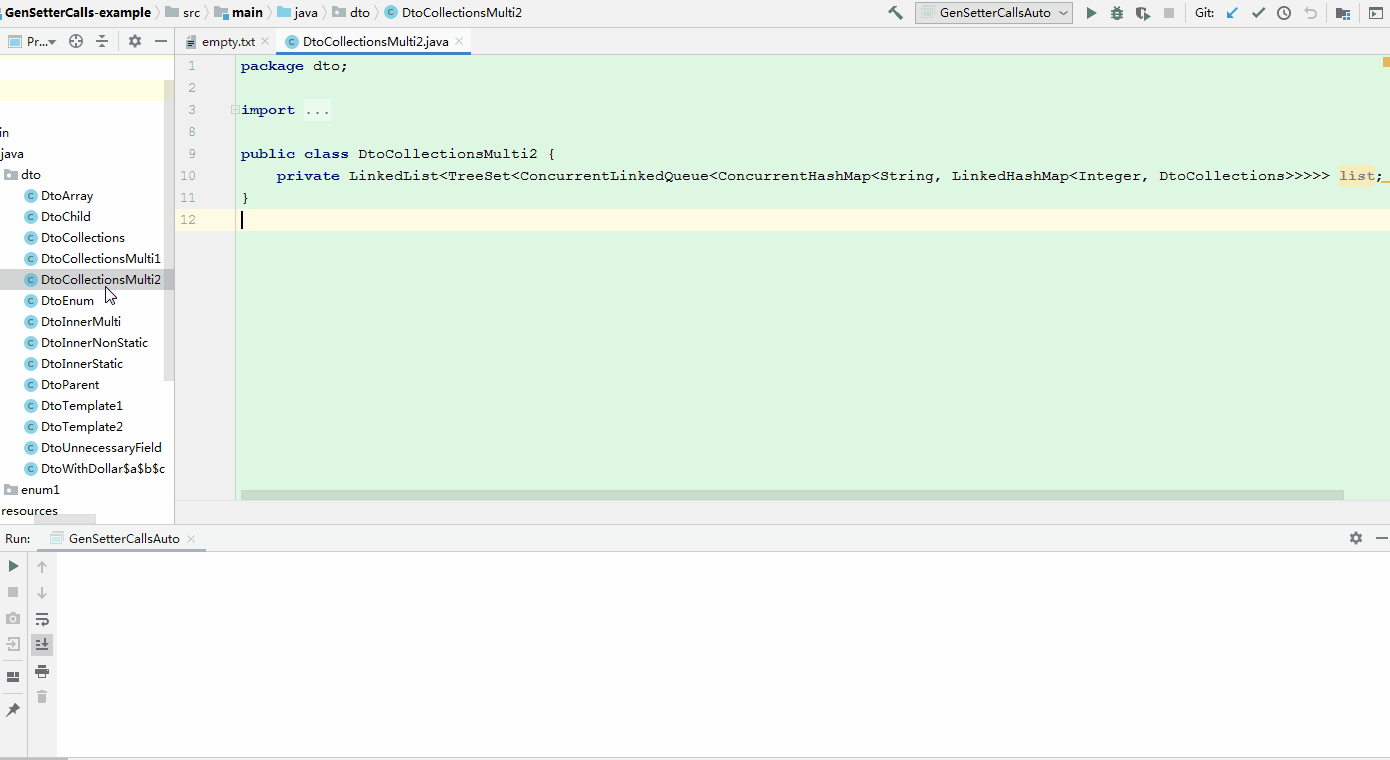 GenSetterCalls-example src main java dto DtoCollectionsMulti2 GenSetterCallsAuto Git:
Pr... empty.txt DtoCollectionsMulti2.java
in
java
dto
DtoArray
DtoChild
DtoCollections
DtoCollectionsMulti1
DtoCollectionsMulti2
DtoEnum
DtoInnerMulti
DtoInnerNonStatic
DtoInnerStatic
DtoParent
DtoTemplate1
DtoTemplate2
DtoUnnecessaryField
DtoWithDollar$a$b$c
enum1
resources
1 package dto;
2
3 import ...
8
9 public class DtoCollectionsMulti2 {
10 private LinkedList<TreeSet<ConcurrentLinkedQueue<ConcurrentHashMap<String, LinkedHashMap<Integer, DtoCollections>>>>> list;
11 }
12
Run: GenSetterCallsAuto